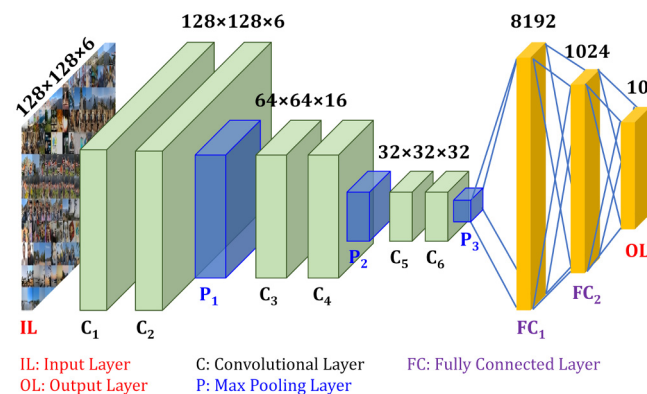 128×128×6
128×128×6
64×64×16
32×32×32
8192
1024
10
IL
C1
C2
P1
C3
C4
P2
C5
C6
P3
FC1
FC2
OL
IL: Input Layer
C: Convolutional Layer
FC: Fully Connected Layer
OL: Output Layer
P: Max Pooling Layer